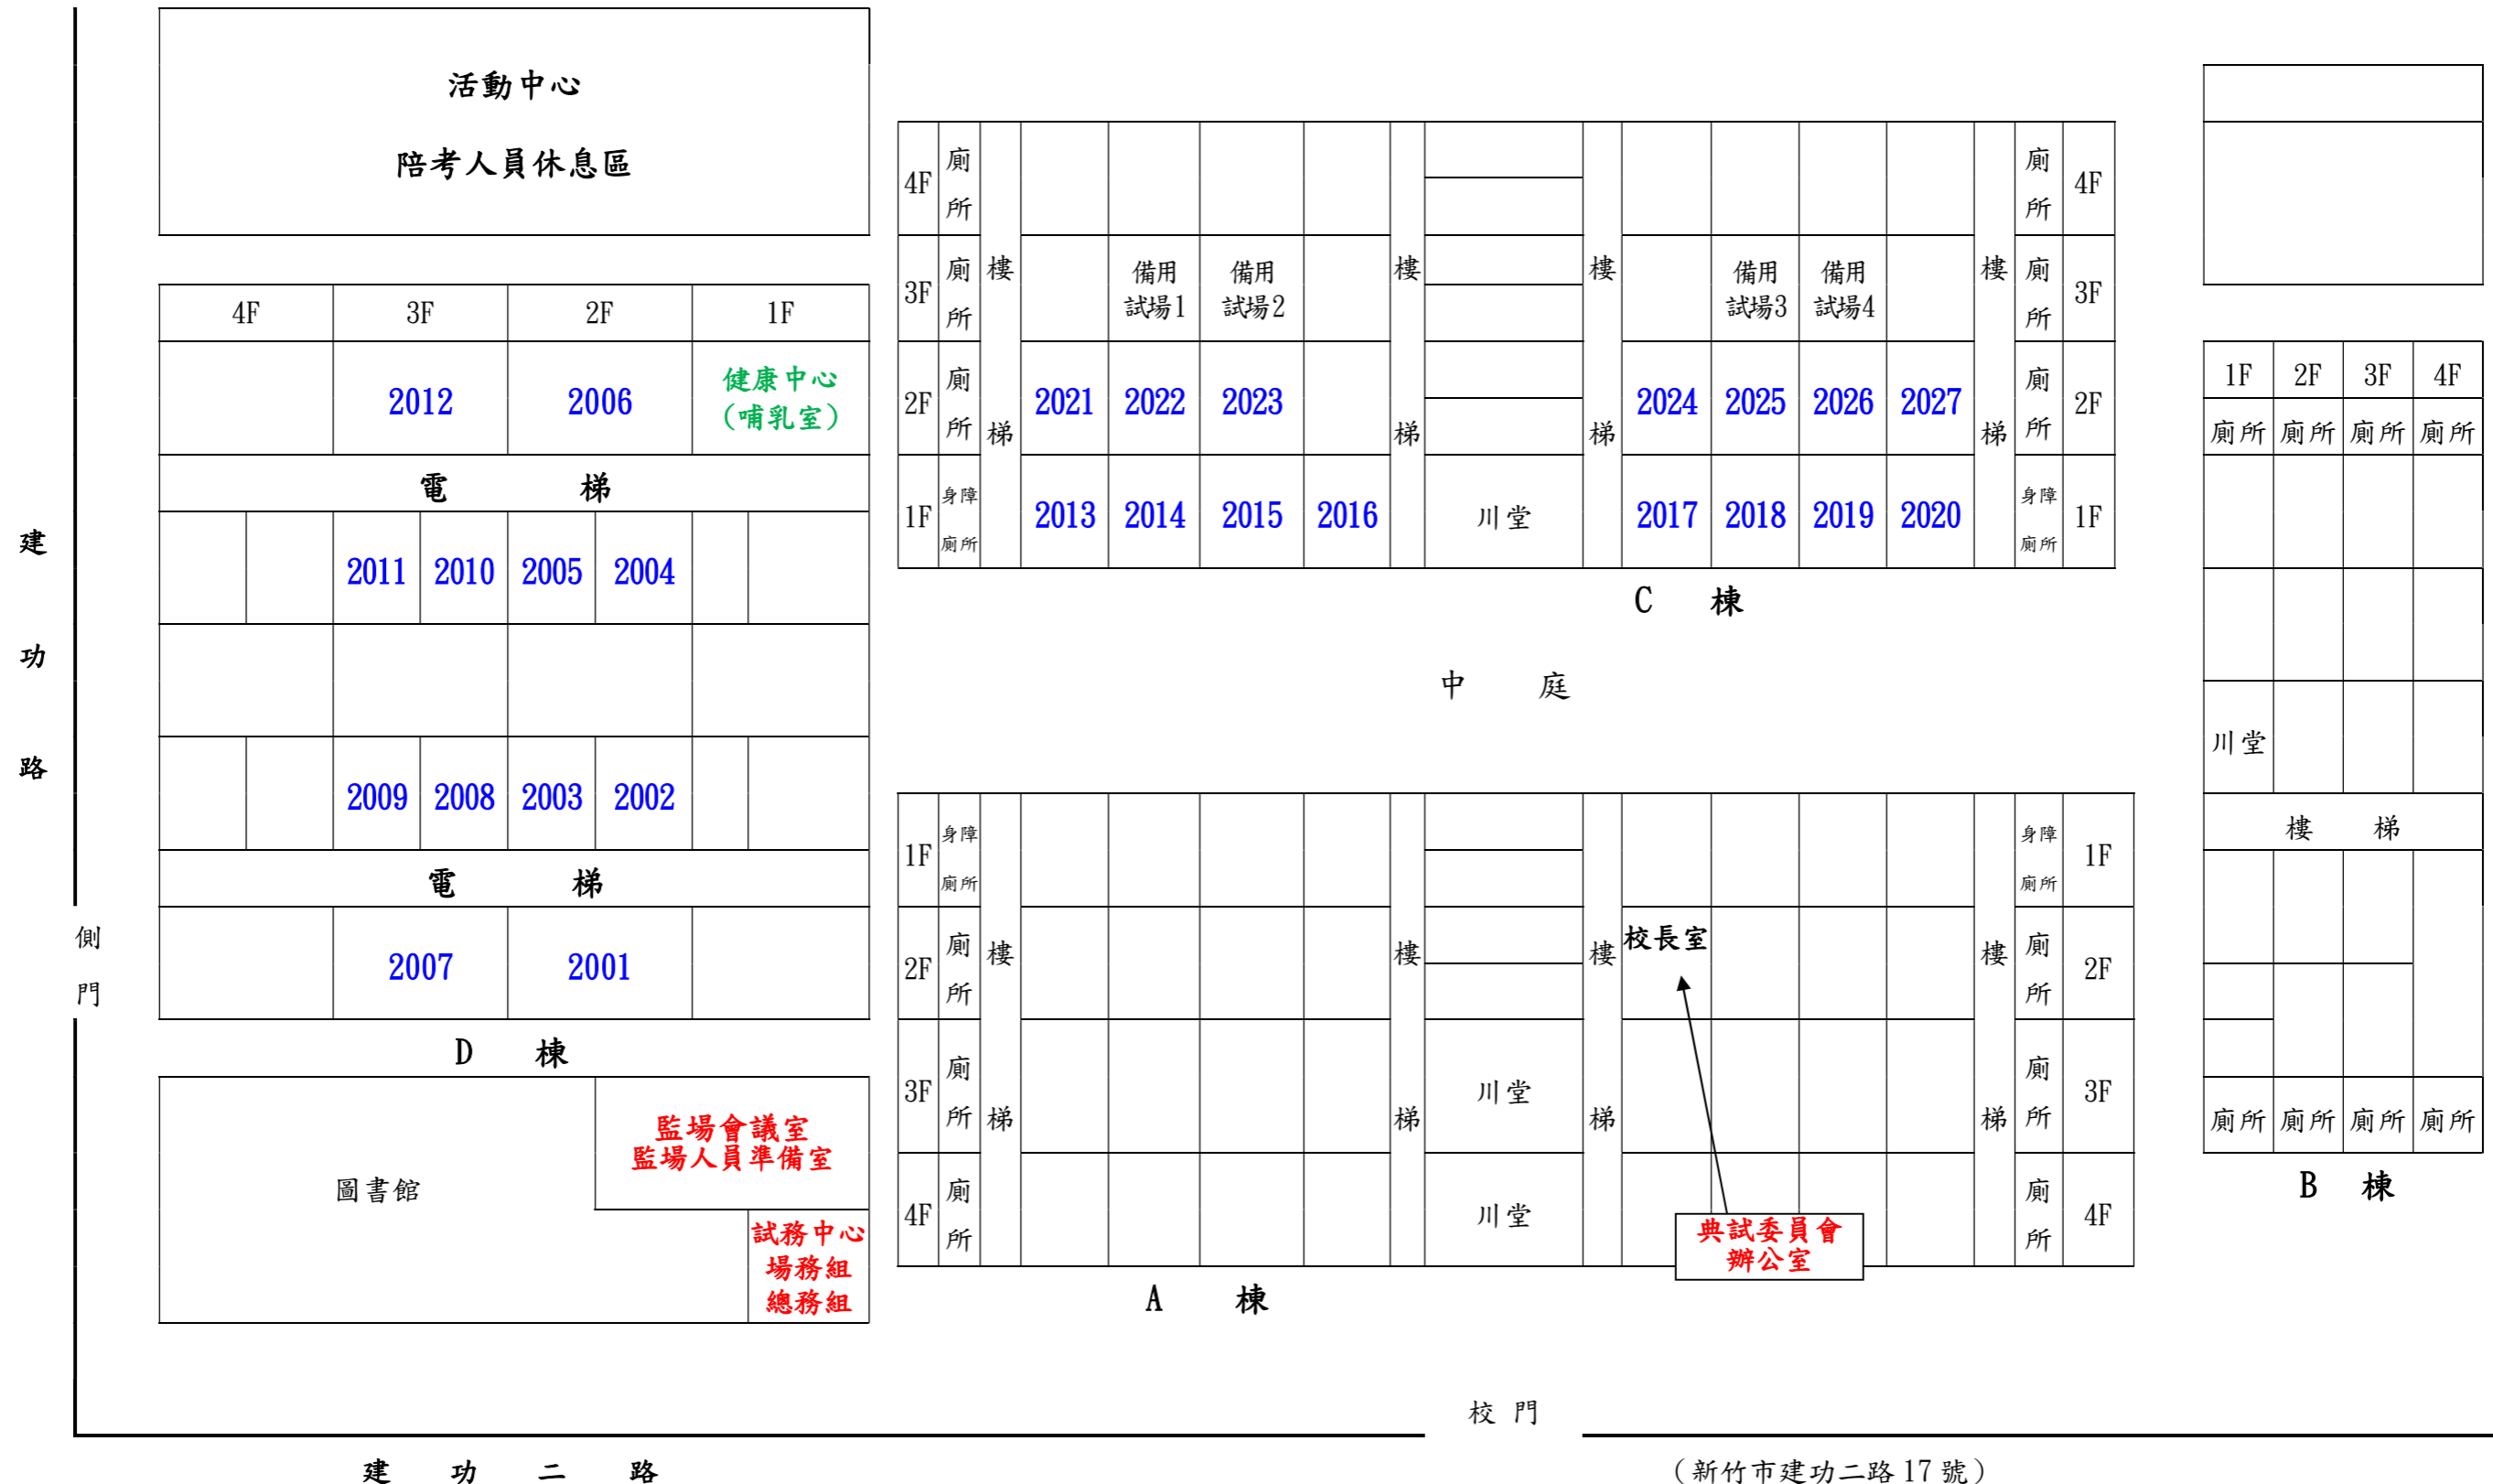 活動中心
陪考人員休息區
4F 3F 2F 1F
2012 2006 健康中心
(哺乳室)
電 梯
2011 2010 2005 2004
2009 2008 2003 2002
電 梯
2007 2001
D 棟
圖書館
監場會議室
監場人員準備室
試務中心
場務組
總務組
建
功
路
側
門
4F 廁所 廁所 4F
3F 廁所 備用試場1 備用試場2 備用試場3 備用試場4 廁所 3F
2F 廁所 2021 2022 2023 2024 2025 2026 2027 廁所 2F
1F 身障廁所 2013 2014 2015 2016 川堂 2017 2018 2019 2020 身障廁所 1F
樓梯 樓梯 樓梯 樓梯
C 棟
中 庭
1F 身障廁所 身障廁所 1F
2F 廁所 校長室 廁所 2F
3F 廁所 川堂 廁所 3F
4F 廁所 川堂 廁所 4F
樓梯 樓梯 樓梯 樓梯
典試委員會
辦公室
A 棟
1F 2F 3F 4F
廁所 廁所 廁所 廁所
川堂
樓 梯
廁所 廁所 廁所 廁所
B 棟
校 門
建 功 二 路
(新竹市建功二路 17 號)